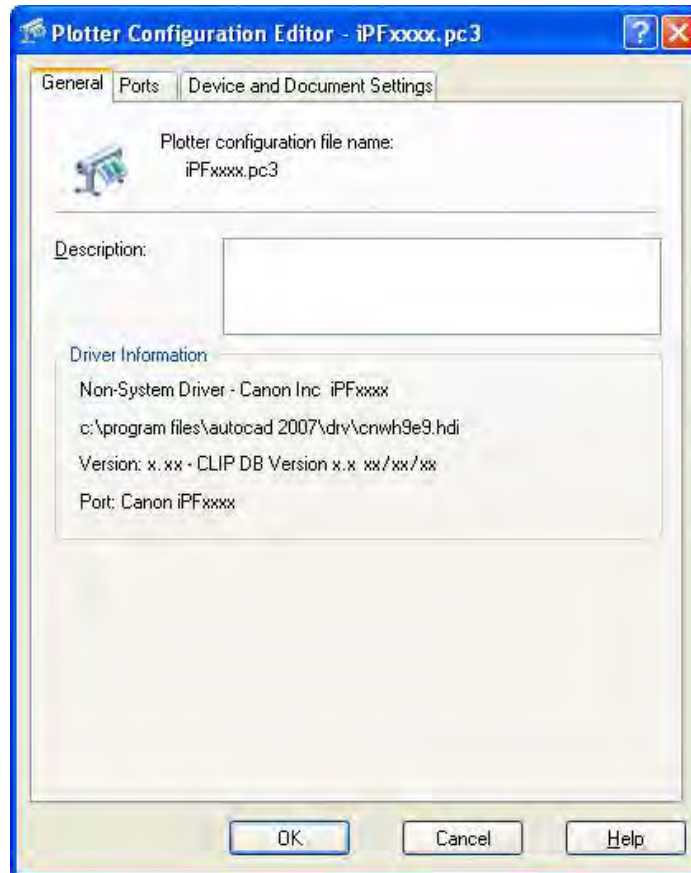 Plotter Configuration Editor - iPFxxxx.pc3
General Ports Device and Document Settings
Plotter configuration file name:
iPFxxxx.pc3
Description:
Driver Information
Non-System Driver - Canon Inc iPFxxxx
c:\program files\autocad 2007\drv\cnwh9e9.hdi
Version: x.xx - CLIP DB Version x.x xx/xx/xx
Port: Canon iPFxxxx
OK Cancel Help